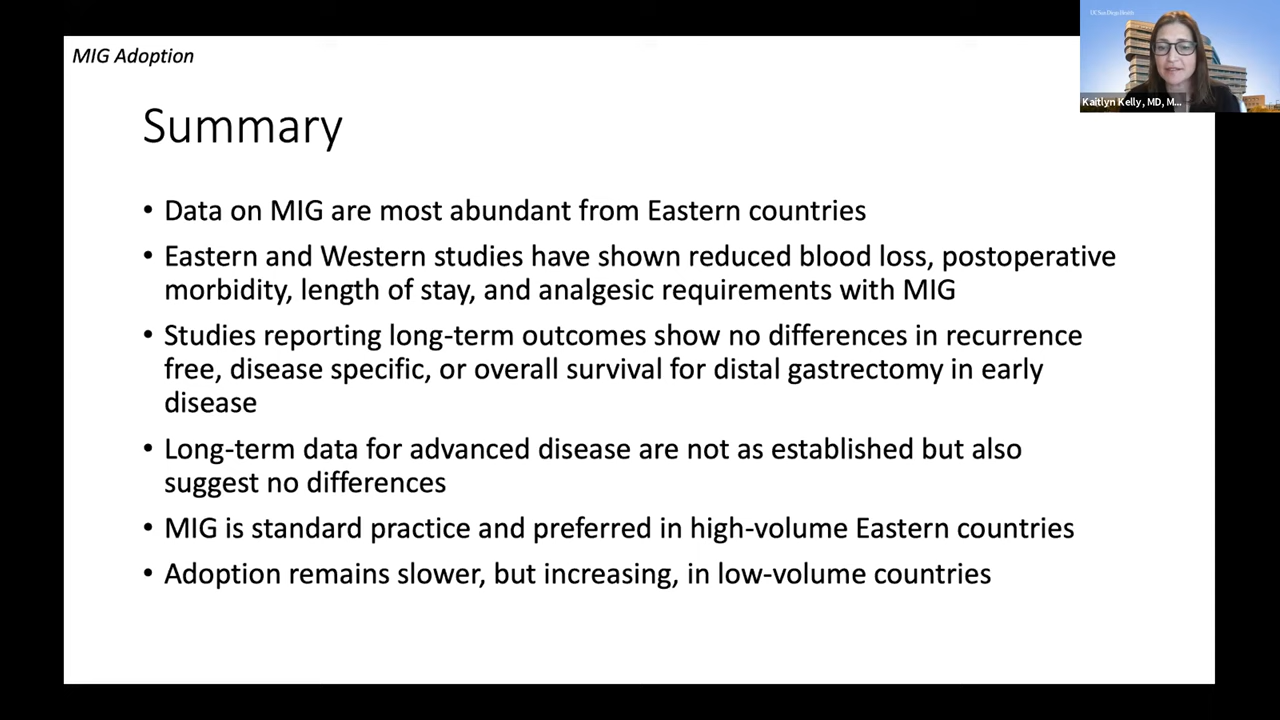 MIG Adoption
UC San Diego Health
Kaitlyn Kelly, MD, M...
Summary
• Data on MIG are most abundant from Eastern countries
• Eastern and Western studies have shown reduced blood loss, postoperative
morbidity, length of stay, and analgesic requirements with MIG
• Studies reporting long-term outcomes show no differences in recurrence
free, disease specific, or overall survival for distal gastrectomy in early
disease
• Long-term data for advanced disease are not as established but also
suggest no differences
• MIG is standard practice and preferred in high-volume Eastern countries
• Adoption remains slower, but increasing, in low-volume countries